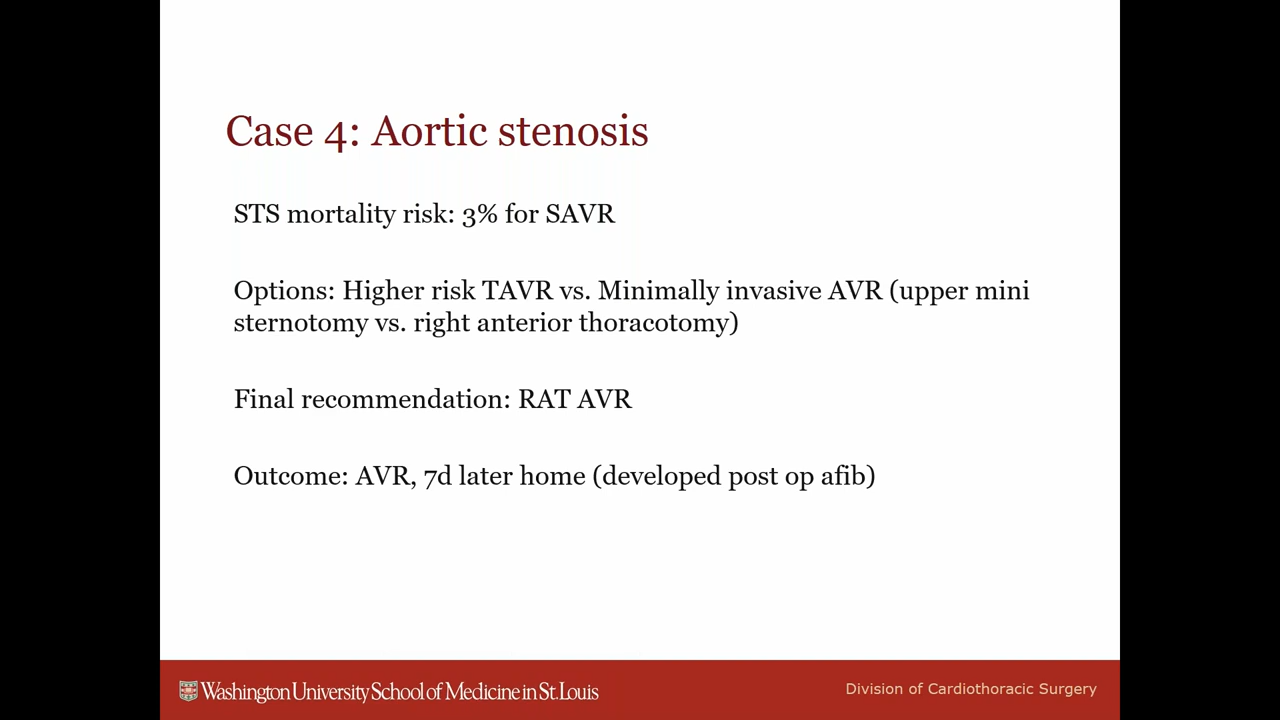 Case 4: Aortic stenosis
STS mortality risk: 3% for SAVR
Options: Higher risk TAVR vs. Minimally invasive AVR (upper mini
sternotomy vs. right anterior thoracotomy)
Final recommendation: RAT AVR
Outcome: AVR, 7d later home (developed post op afib)
Washington University School of Medicine in St. Louis
Division of Cardiothoracic Surgery